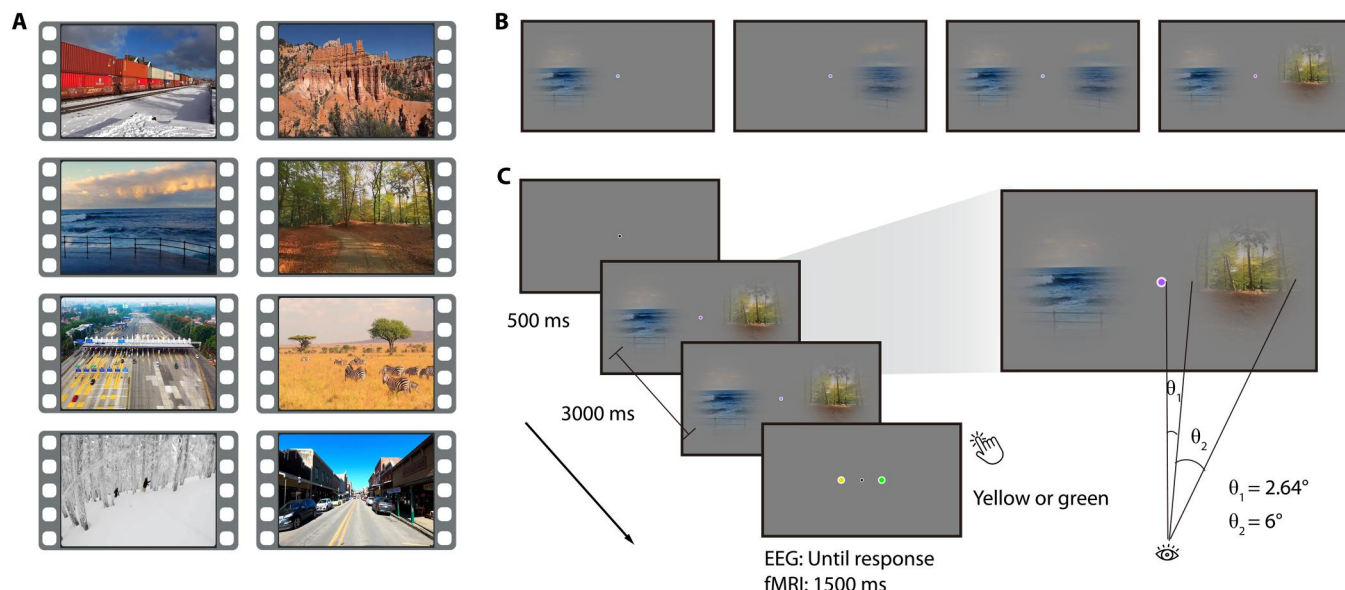 A
B
C
500 ms
3000 ms
Yellow or green
EEG: Until response
fMRI: 1500 ms
θ1
θ2
θ1 = 2.64°
θ2 = 6°